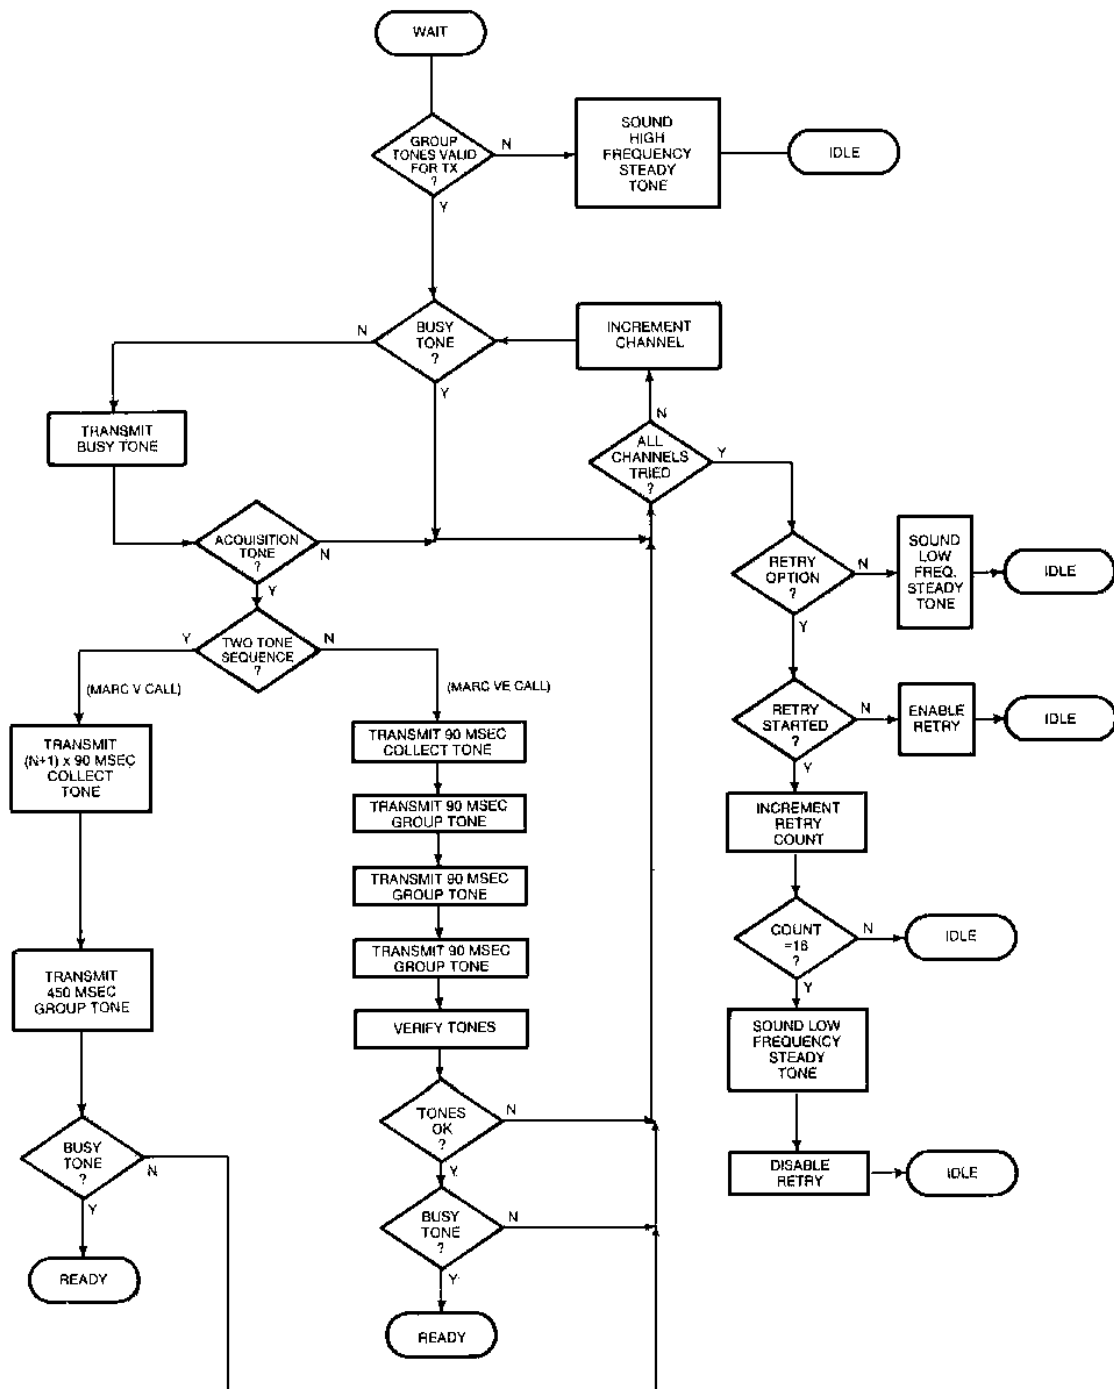 WAIT
GROUP
TONES VALID
FOR TX
?
N
Y
SOUND
HIGH
FREQUENCY
STEADY
TONE
IDLE
BUSY
TONE
?
N
Y
INCREMENT
CHANNEL
TRANSMIT
BUSY TONE
N
ALL
CHANNELS
TRIED
?
Y
ACQUISITION
TONE
?
N
Y
RETRY
OPTION
?
N
Y
SOUND
LOW
FREQ.
STEADY
TONE
IDLE
TWO TONE
SEQUENCE
?
Y
N
(MARC V CALL)
(MARC VE CALL)
RETRY
STARTED
?
N
Y
ENABLE
RETRY
IDLE
TRANSMIT
(N+1) x 90 MSEC
COLLECT
TONE
TRANSMIT 90 MSEC
COLLECT TONE
TRANSMIT 90 MSEC
GROUP TONE
TRANSMIT 90 MSEC
GROUP TONE
TRANSMIT 90 MSEC
GROUP TONE
VERIFY TONES
INCREMENT
RETRY
COUNT
COUNT
=16
?
N
Y
IDLE
TRANSMIT
450 MSEC
GROUP TONE
SOUND LOW
FREQUENCY
STEADY
TONE
TONES
OK
?
N
Y
BUSY
TONE
?
N
Y
DISABLE
RETRY
IDLE
BUSY
TONE
?
N
Y
READY
READY